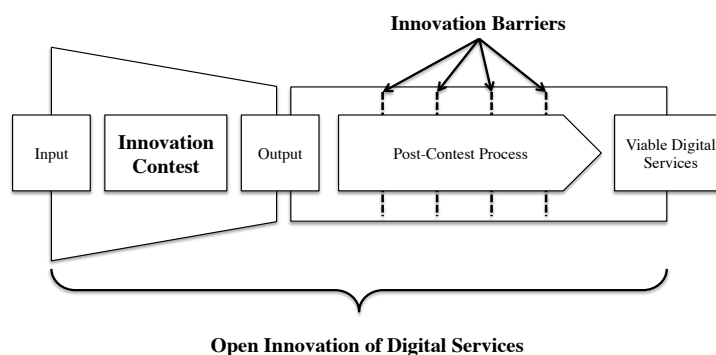 Innovation Barriers
Input
Innovation
Contest
Output
Post-Contest Process
Viable Digital
Services
Open Innovation of Digital Services